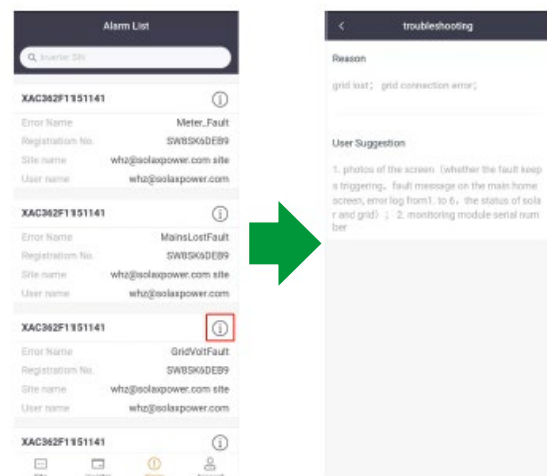 Alarm List
Inverter SN
XAC362F1151141
Error Name Meter_Fault
Registration No. SW8SK6DEB9
Site name whz@solaxpower.com site
User name whz@solaxpower.com
XAC362F1151141
Error Name MainsLostFault
Registration No. SW8SK6DEB9
Site name whz@solaxpower.com site
User name whz@solaxpower.com
XAC362F1151141
Error Name GridVoltFault
Registration No. SW8SK6DEB9
Site name whz@solaxpower.com site
User name whz@solaxpower.com
XAC362F1151141
troubleshooting
Reason
grid lost; grid connection error;
User Suggestion
1. photos of the screen (whether the fault keep
s triggering, fault message on the main home
screen, error log from1. to 6, the status of sola
r and grid) ; 2. monitoring module serial num
ber